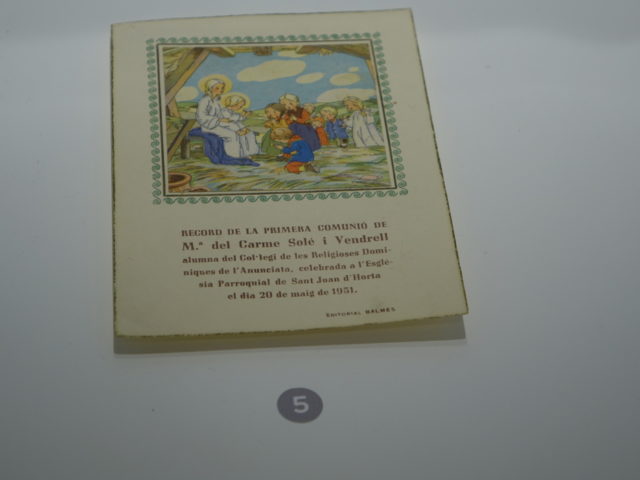 RECORD DE LA PRIMERA COMUNIÓ DE
M.ª del Carme Solé i Vendrell
alumna del Col·legi de les Religioses Domi-
niques de l'Anunciata, celebrada a l'Esglé-
sia Parroquial de Sant Joan d'Horta
el dia 20 de maig de 1951.
EDITORIAL BALMES
5